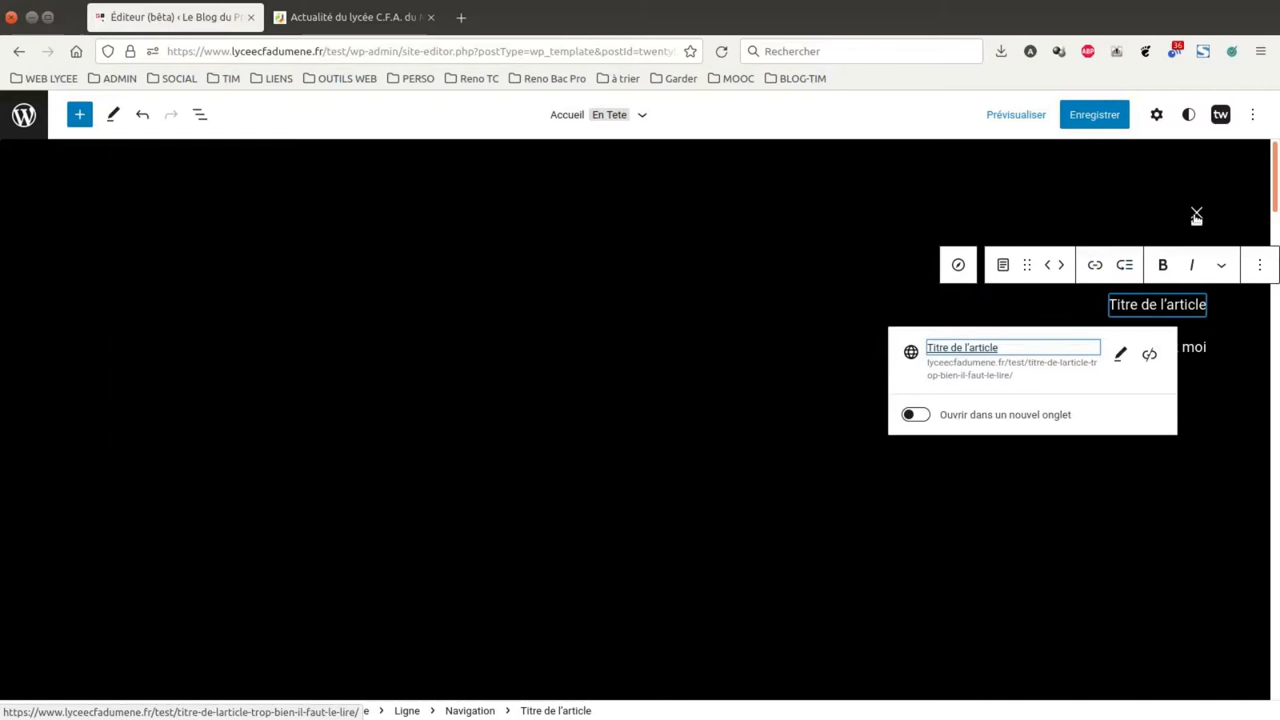 Éditeur (bêta) ‹ Le Blog du Pr
Actualité du lycée C.F.A. du
https://www.lyceecfadumene.fr/test/wp-admin/site-editor.php?postType=wp_template&postId=twenty
Rechercher
A
ABP
36
S
WEB LYCEE
ADMIN
SOCIAL
TIM
LIENS
OUTILS WEB
PERSO
Reno TC
Reno Bac Pro
à trier
Garder
MOOC
BLOG-TIM
Accueil En Tete
Prévisualiser
Enregistrer
tw
B I
Titre de l'article
Titre de l'article
lyceecfadumene.fr/test/titre-de-larticle-tr
op-bien-il-faut-le-lire/
moi
Ouvrir dans un nouvel onglet
https://www.lyceecfadumene.fr/test/titre-de-larticle-trop-bien-il-faut-le-lire/
e > Ligne > Navigation > Titre de l'article